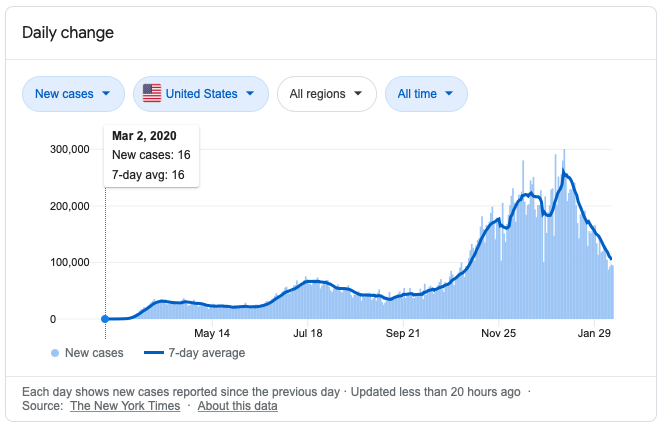 Daily change
New cases United States All regions All time
Mar 2, 2020
New cases: 16
7-day avg: 16
300,000
200,000
100,000
0
May 14 Jul 18 Sep 21 Nov 25 Jan 29
New cases 7-day average
Each day shows new cases reported since the previous day · Updated less than 20 hours ago ·
Source: The New York Times · About this data